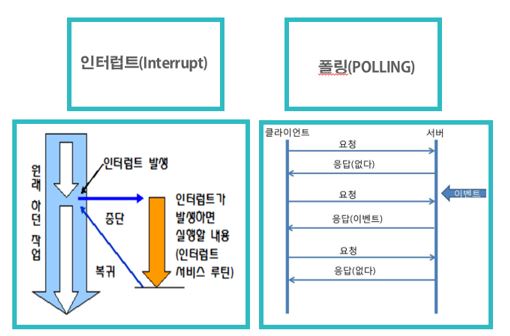 인터럽트(Interrupt)
폴링(POLLING)
인터럽트 발생
원래 하던 작업
중단
복귀
인터럽트가
발생하면
실행할 내용
(인터럽트
서비스 루틴)
클라이언트
서버
요청
응답(없다)
요청
이벤트
응답(이벤트)
요청
응답(없다)